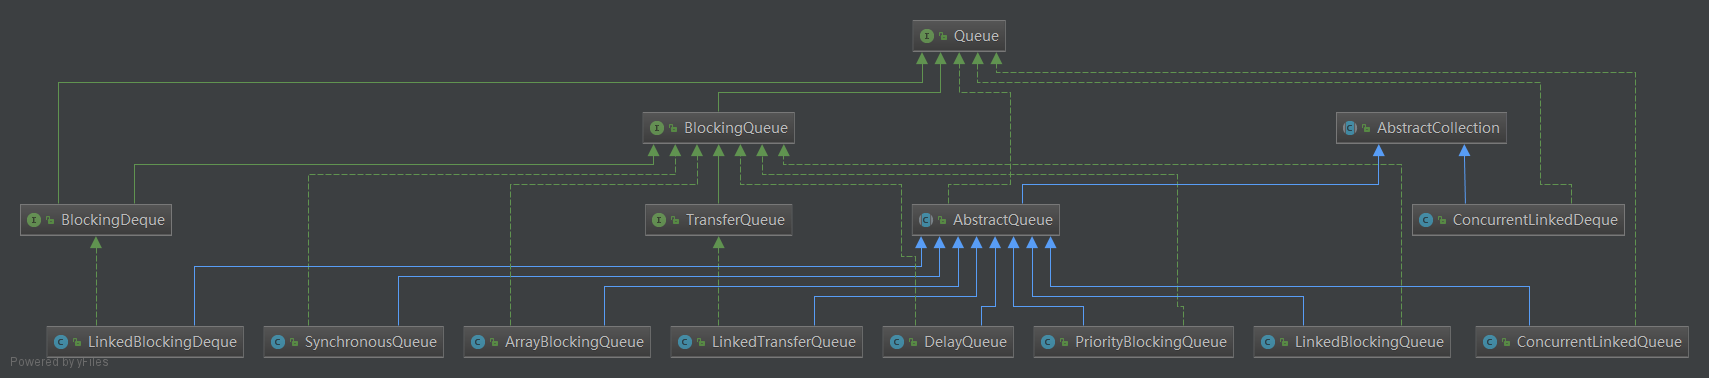 Queue
BlockingQueue
AbstractCollection
BlockingDeque
TransferQueue
AbstractQueue
ConcurrentLinkedDeque
LinkedBlockingDeque
SynchronousQueue
ArrayBlockingQueue
LinkedTransferQueue
DelayQueue
PriorityBlockingQueue
LinkedBlockingQueue
ConcurrentLinkedQueue
Powered by yFiles